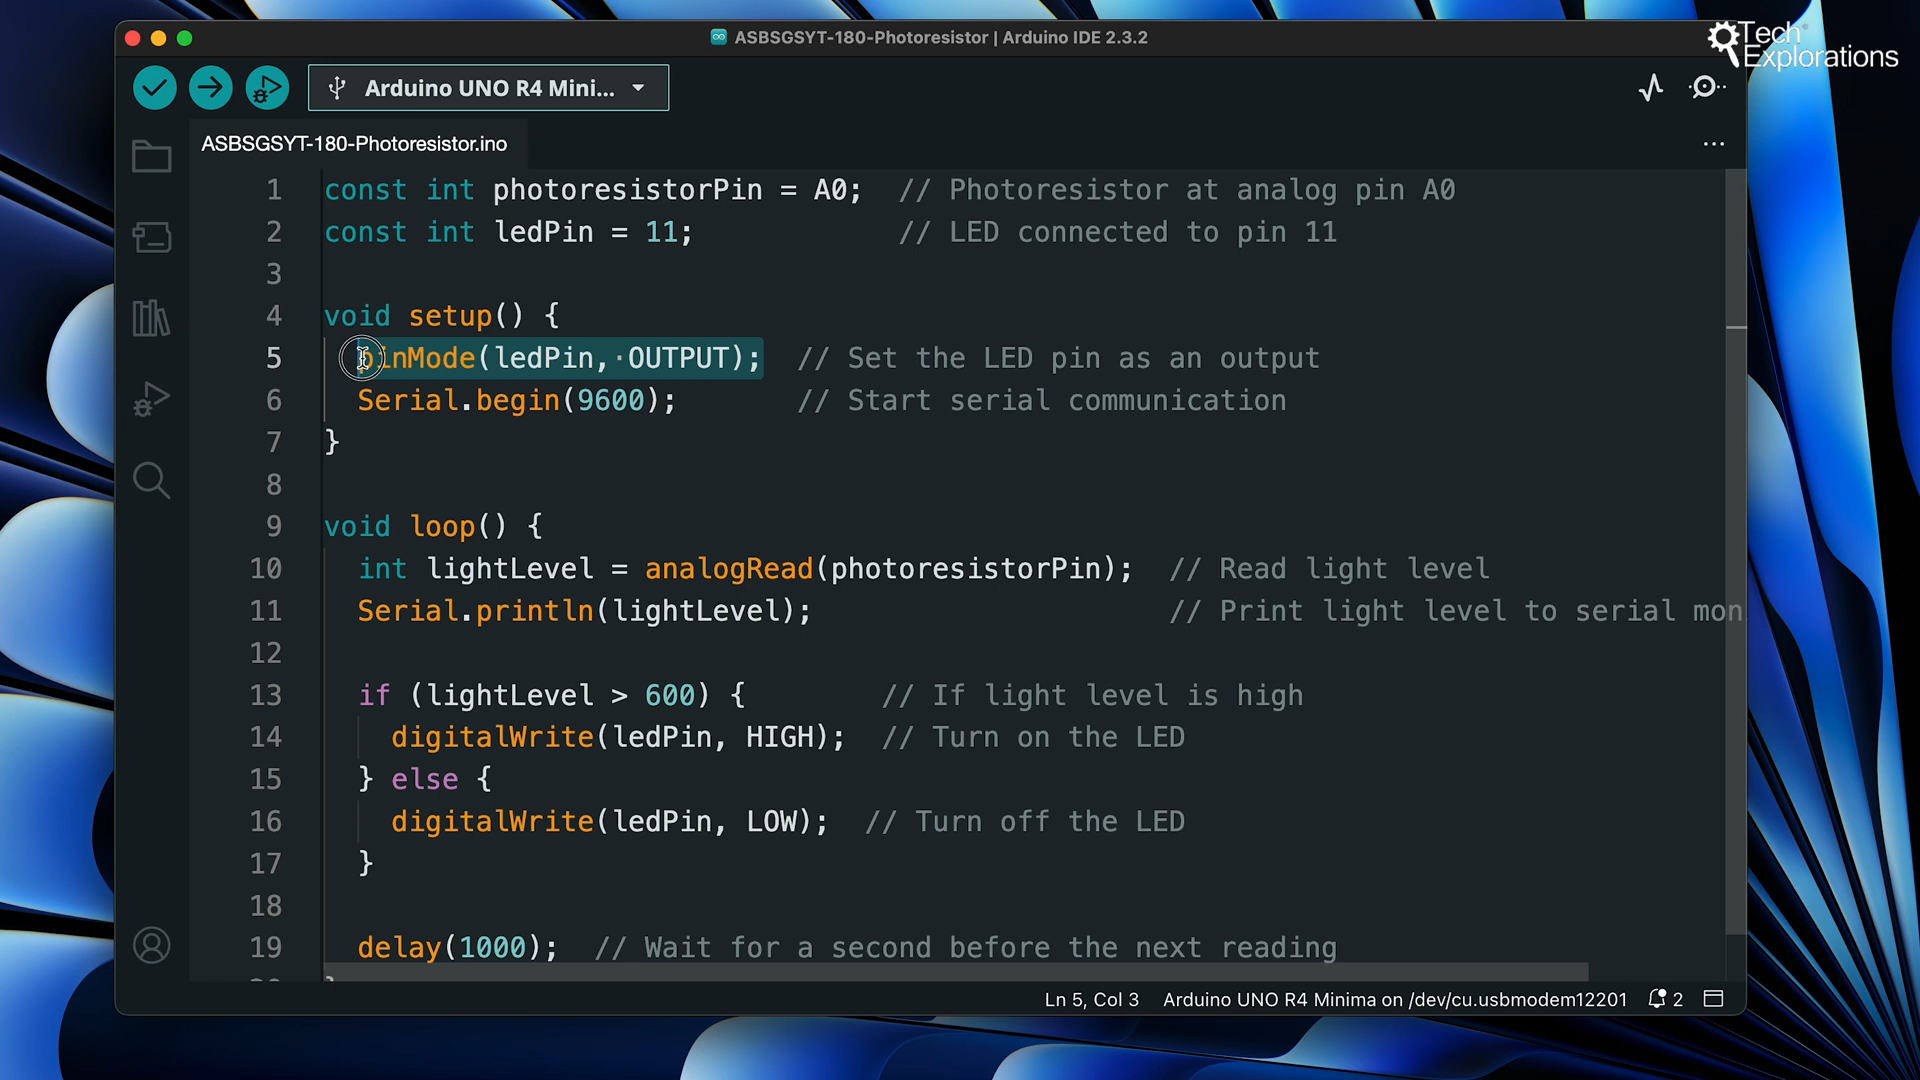 ASBSGSYT-180-Photoresistor | Arduino IDE 2.3.2
Tech
Explorations
Arduino UNO R4 Mini...
ASBSGSYT-180-Photoresistor.ino
1 const int photoresistorPin = A0;  // Photoresistor at analog pin A0
2 const int ledPin = 11;            // LED connected to pin 11
3
4 void setup() {
5   pinMode(ledPin, OUTPUT);  // Set the LED pin as an output
6   Serial.begin(9600);       // Start serial communication
7 }
8
9 void loop() {
10   int lightLevel = analogRead(photoresistorPin);  // Read light level
11   Serial.println(lightLevel);                     // Print light level to serial mon
12
13   if (lightLevel > 600) {        // If light level is high
14     digitalWrite(ledPin, HIGH);  // Turn on the LED
15   } else {
16     digitalWrite(ledPin, LOW);  // Turn off the LED
17   }
18
19   delay(1000);  // Wait for a second before the next reading
Ln 5, Col 3 Arduino UNO R4 Minima on /dev/cu.usbmodem12201 2